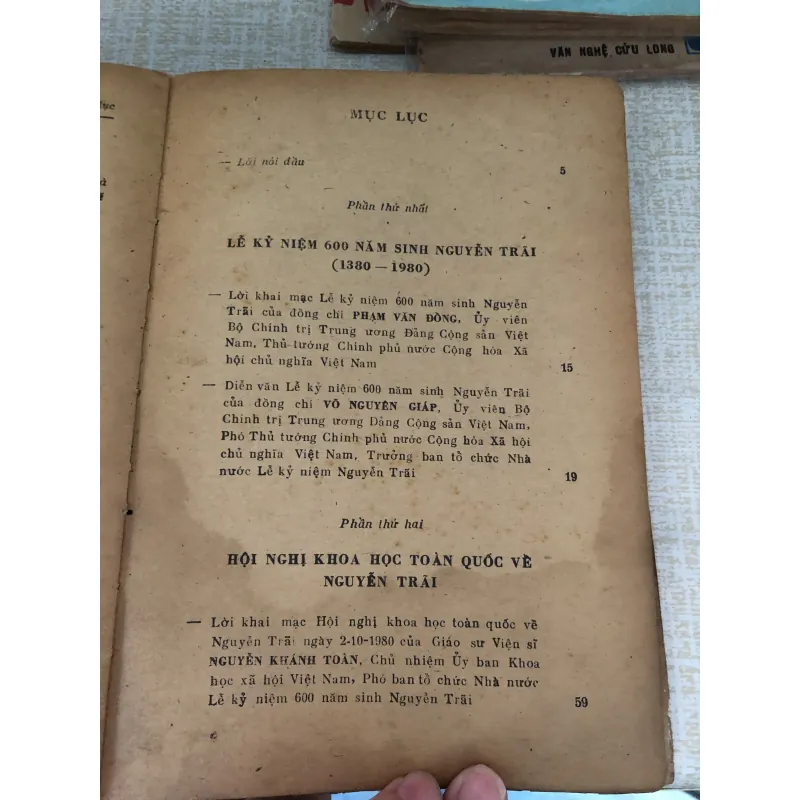 VĂN NGHỆ CỬU LONG
MỤC LỤC
— Lời nói đầu
5
Phần thứ nhất
LỄ KỶ NIỆM 600 NĂM SINH NGUYỄN TRÃI
(1380 — 1980)
— Lời khai mạc Lễ kỷ niệm 600 năm sinh Nguyễn
Trãi của đồng chí PHẠM VĂN ĐỒNG, Ủy viên
Bộ Chính trị Trung ương Đảng Cộng sản Việt
Nam, Thủ tướng Chính phủ nước Cộng hòa Xã
hội chủ nghĩa Việt Nam 15
— Diễn văn Lễ kỷ niệm 600 năm sinh Nguyễn Trãi
của đồng chí VÕ NGUYÊN GIÁP, Ủy viên Bộ
Chính trị Trung ương Đảng Cộng sản Việt Nam,
Phó Thủ tướng Chính phủ nước Cộng hòa Xã hội
chủ nghĩa Việt Nam, Trưởng ban tổ chức Nhà
nước Lễ kỷ niệm Nguyễn Trãi 19
Phần thứ hai
HỘI NGHỊ KHOA HỌC TOÀN QUỐC VỀ
NGUYỄN TRÃI
— Lời khai mạc Hội nghị khoa học toàn quốc về
Nguyễn Trãi ngày 2-10-1980 của Giáo sư Viện sĩ
NGUYỄN KHÁNH TOÀN, Chủ nhiệm Ủy ban Khoa
học xã hội Việt Nam, Phó ban tổ chức Nhà nước
Lễ kỷ niệm 600 năm sinh Nguyễn Trãi 59